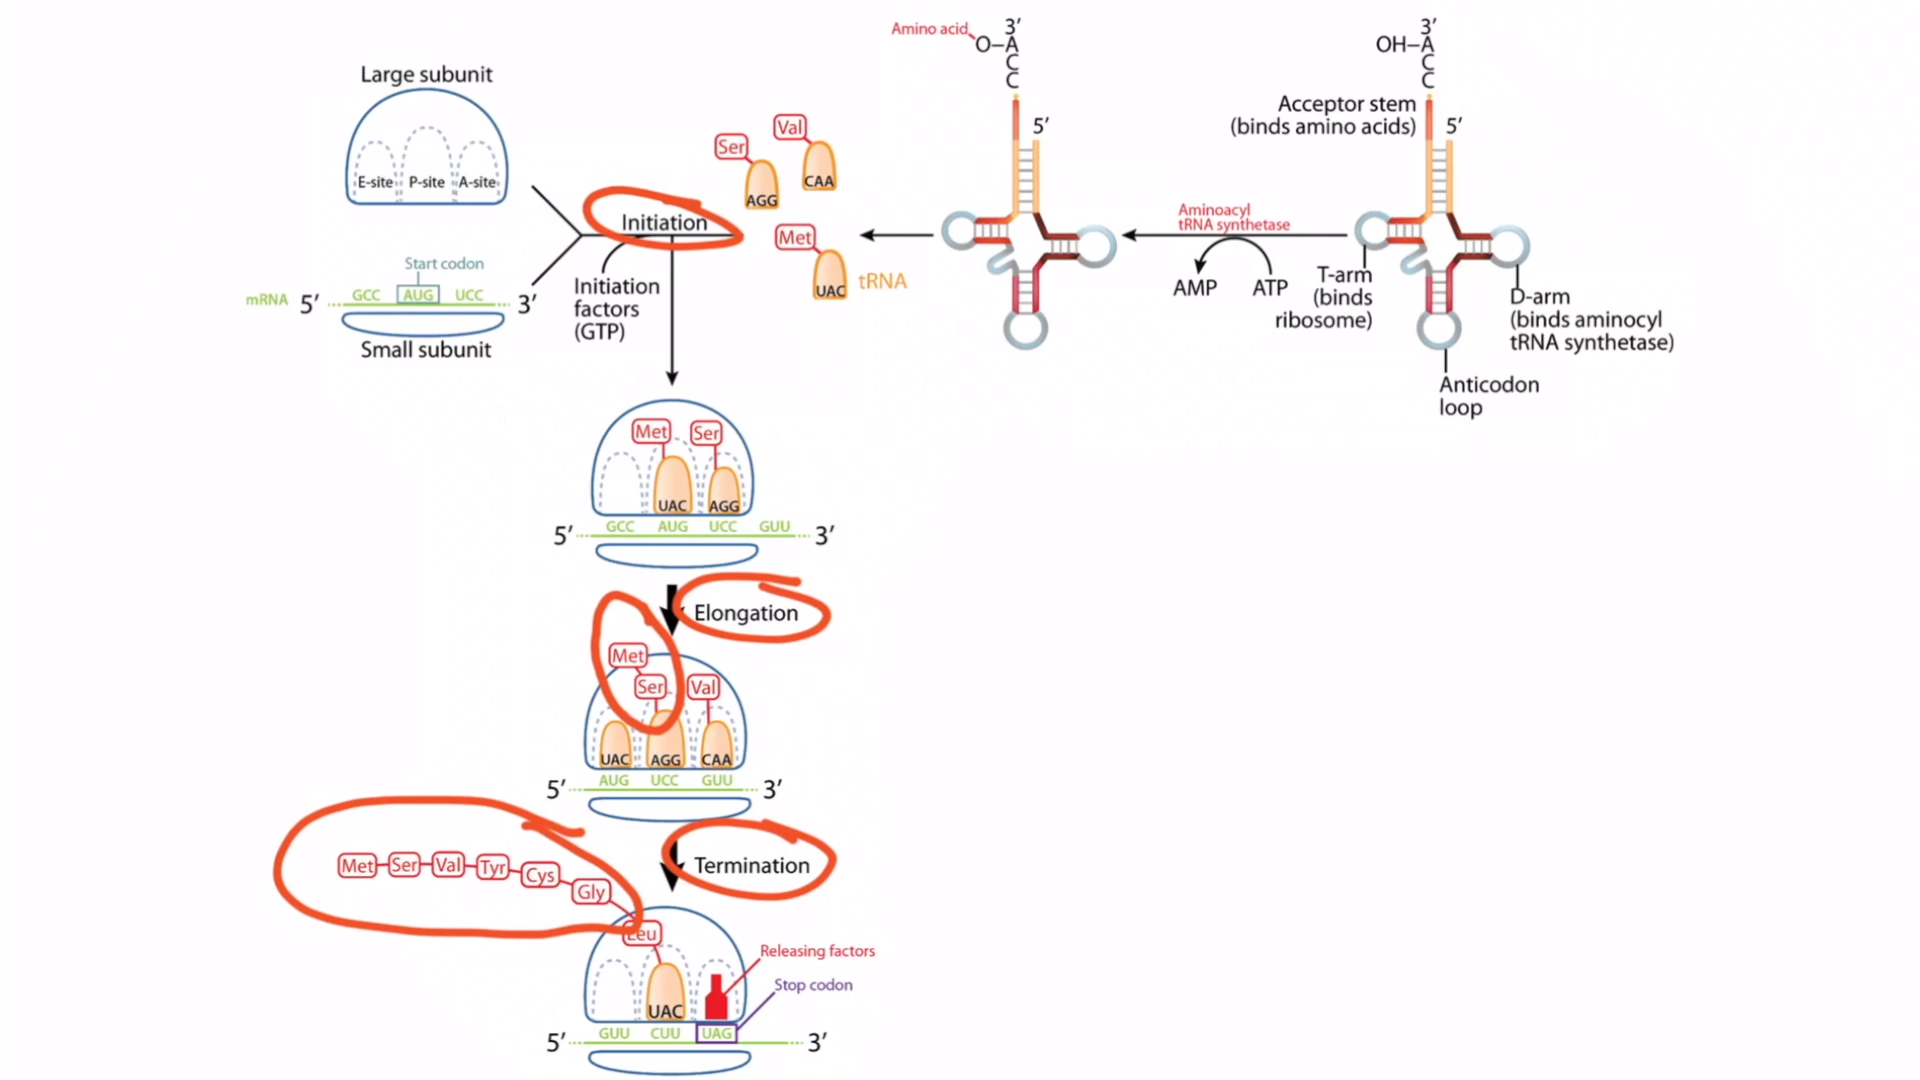 Large subunit
E-site P-site A-site
Start codon
mRNA 5′ GCC AUG UCC 3′
Small subunit
Initiation
Initiation
factors
(GTP)
Ser
AGG
Val
CAA
Met
UAC
tRNA
Amino acid
3′
O–A
C
C
5′
Aminoacyl
tRNA synthetase
AMP ATP
3′
OH–A
C
C
Acceptor stem
(binds amino acids)
5′
T-arm
(binds
ribosome)
D-arm
(binds aminocyl
tRNA synthetase)
Anticodon
loop
Met Ser
UAC AGG
5′ GCC AUG UCC GUU 3′
Elongation
Met
Ser Val
UAC AGG CAA
5′ AUG UCC GUU 3′
Termination
Met Ser Val Tyr Cys Gly
Leu
Releasing factors
Stop codon
UAC
5′ GUU CUU UAG 3′